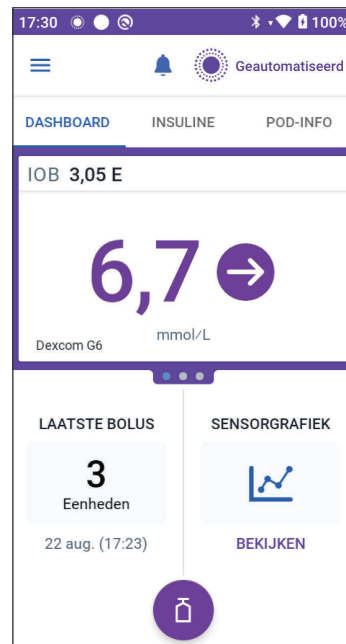 17:30 100%
Geautomatiseerd
DASHBOARD INSULINE POD-INFO
IOB 3,05 E
6,7
mmol/L
Dexcom G6
LAATSTE BOLUS SENSORGRAFIEK
3
Eenheden
22 aug. (17:23) BEKIJKEN